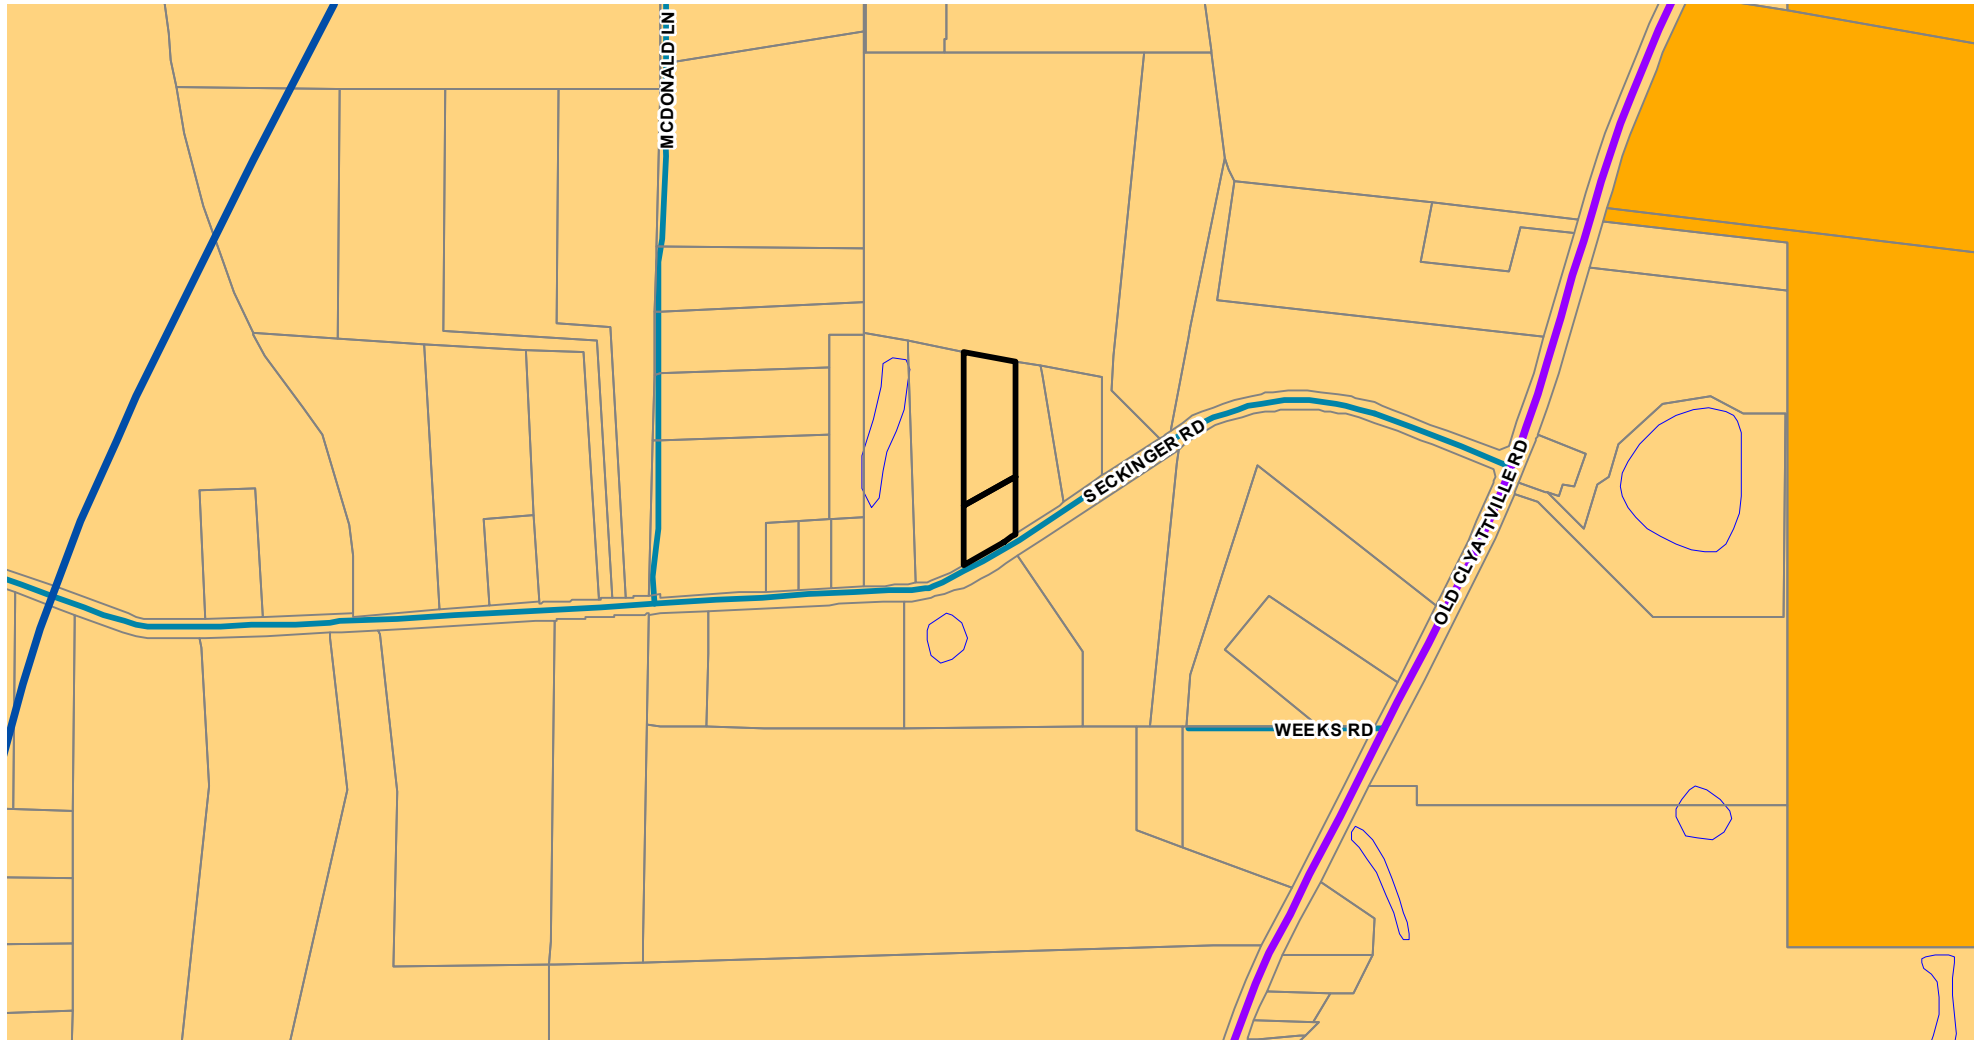 MCDONALD LN
SECKINGER RD
OLD CLYATTVILLE RD
WEEKS RD